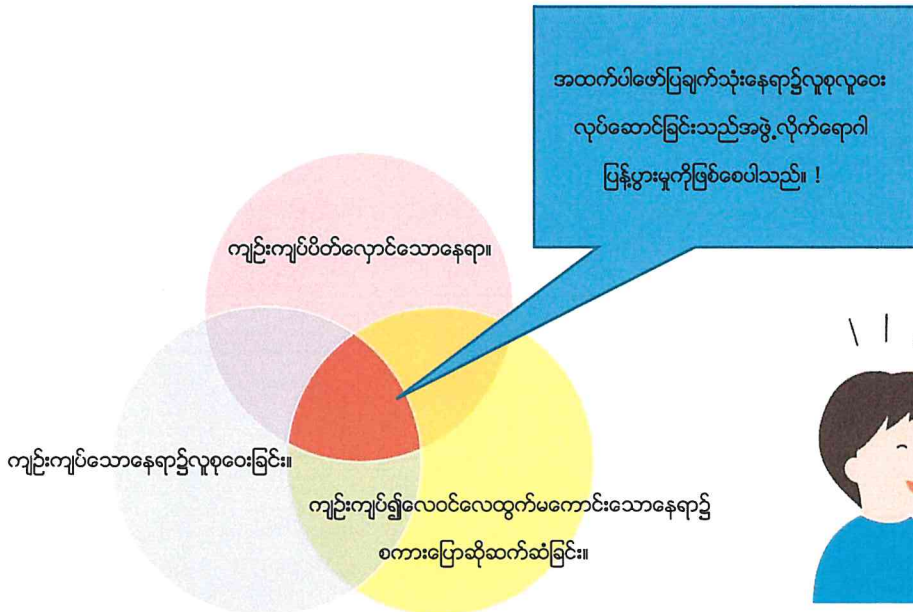 အထက်ပါဖော်ပြချက်သုံးနေရာ၌လူစုလူဝေး
လုပ်ဆောင်ခြင်းသည်အဖွဲ့လိုက်ရောဂါ
ပြန့်ပွားမှုကိုဖြစ်စေပါသည်။ !
ကျဉ်းကျပ်ပိတ်လှောင်သောနေရာ။
ကျဉ်းကျပ်သောနေရာ၌လူစုဝေးခြင်း။
ကျဉ်းကျပ်၍လေဝင်လေထွက်မကောင်းသောနေရာ၌
စကားပြောဆိုဆက်ဆံခြင်း။